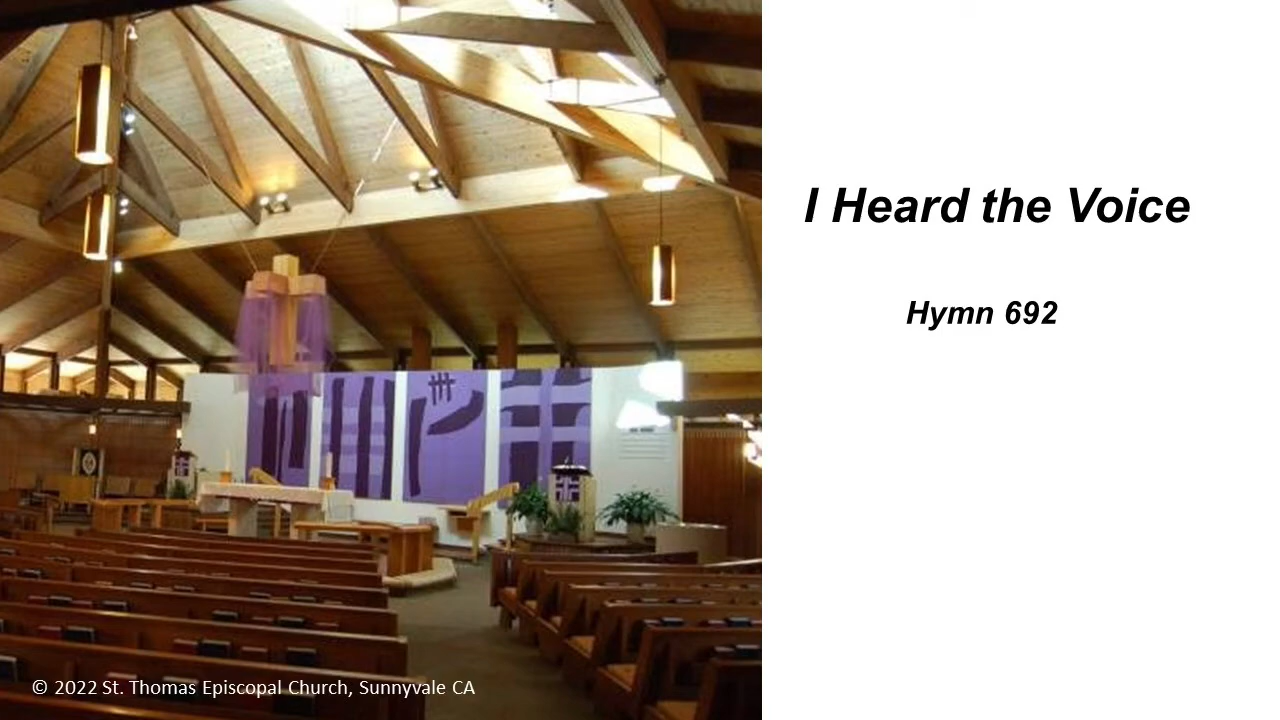 I Heard the Voice
Hymn 692
© 2022 St. Thomas Episcopal Church, Sunnyvale CA